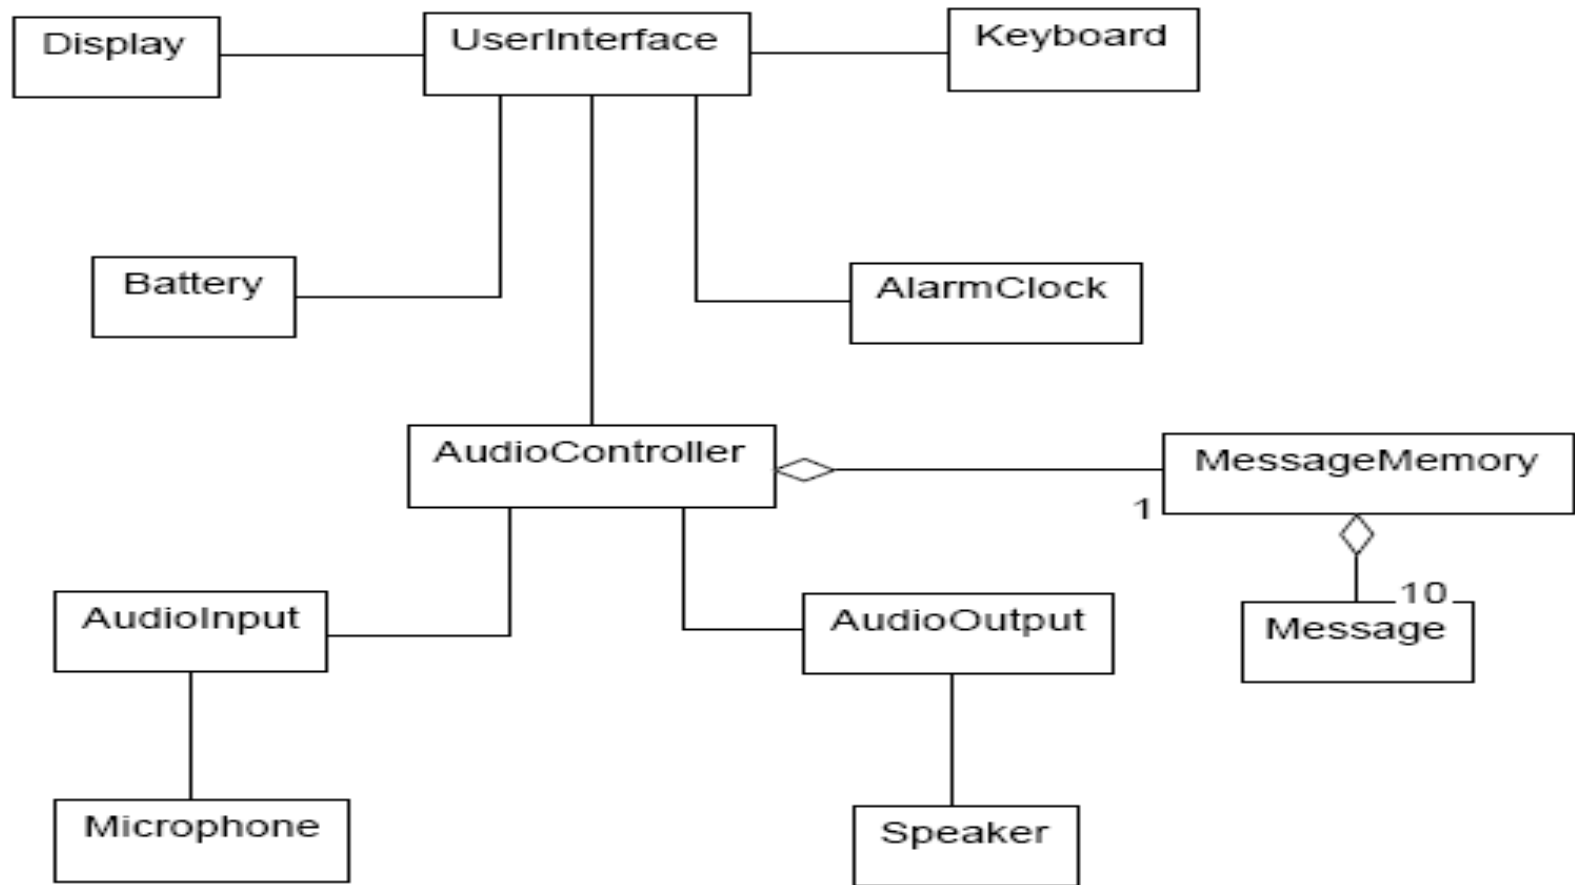 Display
UserInterface
Keyboard
Battery
AlarmClock
AudioController
MessageMemory
1
AudioInput
AudioOutput
10
Message
Microphone
Speaker